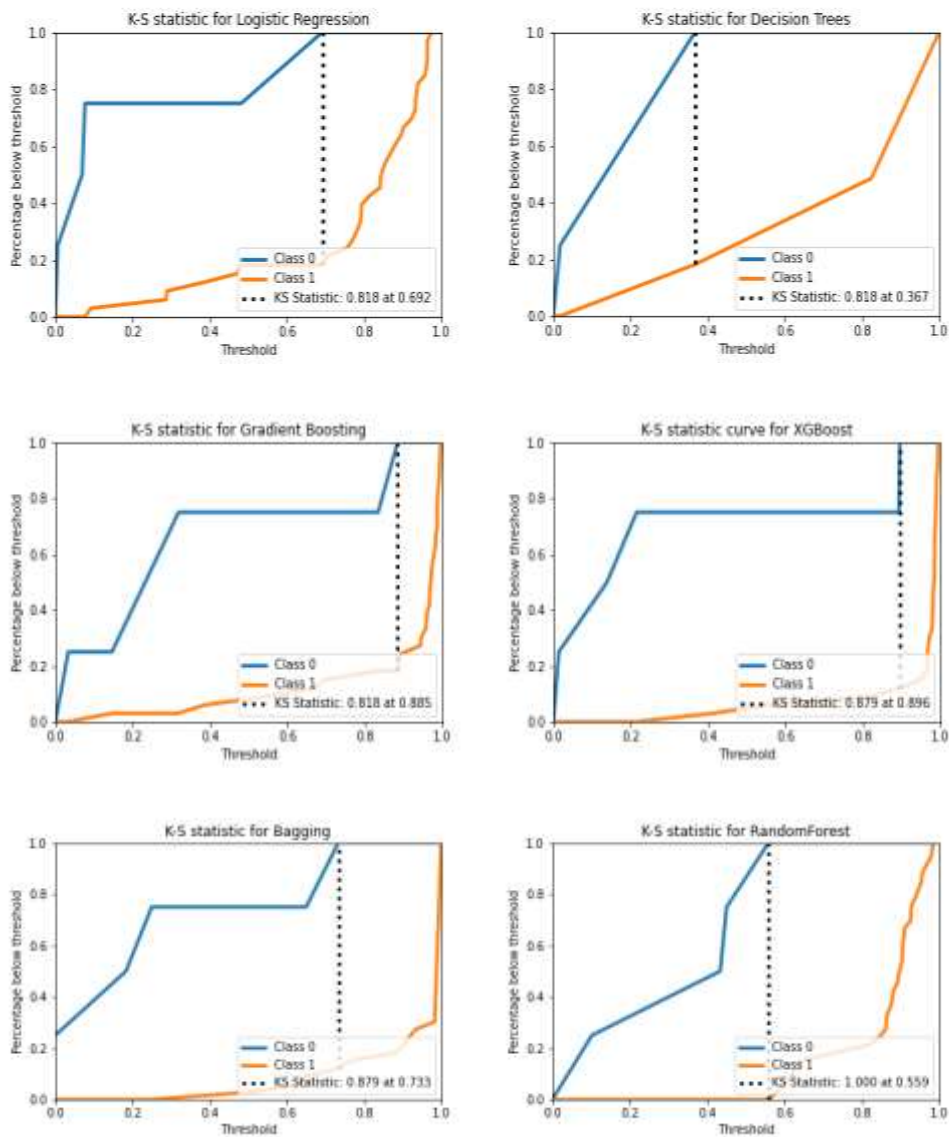 K-S statistic for Logistic Regression
Percentage below threshold
1.0
0.8
0.6
0.4
0.2
0.0
Class 0
Class 1
KS Statistic: 0.818 at 0.692
0.0 0.2 0.4 0.6 0.8 1.0
Threshold
K-S statistic for Decision Trees
Percentage below threshold
1.0
0.8
0.6
0.4
0.2
0.0
Class 0
Class 1
KS Statistic: 0.818 at 0.367
0.0 0.2 0.4 0.6 0.8 1.0
Threshold
K-S statistic for Gradient Boosting
Percentage below threshold
1.0
0.8
0.6
0.4
0.2
0.0
Class 0
Class 1
KS Statistic: 0.818 at 0.885
0.0 0.2 0.4 0.6 0.8 1.0
Threshold
K-S statistic curve for XGBoost
Percentage below threshold
1.0
0.8
0.6
0.4
0.2
0.0
Class 0
Class 1
KS Statistic: 0.879 at 0.896
0.0 0.2 0.4 0.6 0.8 1.0
Threshold
K-S statistic for Bagging
Percentage below threshold
1.0
0.8
0.6
0.4
0.2
0.0
Class 0
Class 1
KS Statistic: 0.879 at 0.733
0.0 0.2 0.4 0.6 0.8 1.0
Threshold
K-S statistic for RandomForest
Percentage below threshold
1.0
0.8
0.6
0.4
0.2
0.0
Class 0
Class 1
KS Statistic: 1.000 at 0.559
0.0 0.2 0.4 0.6 0.8 1.0
Threshold